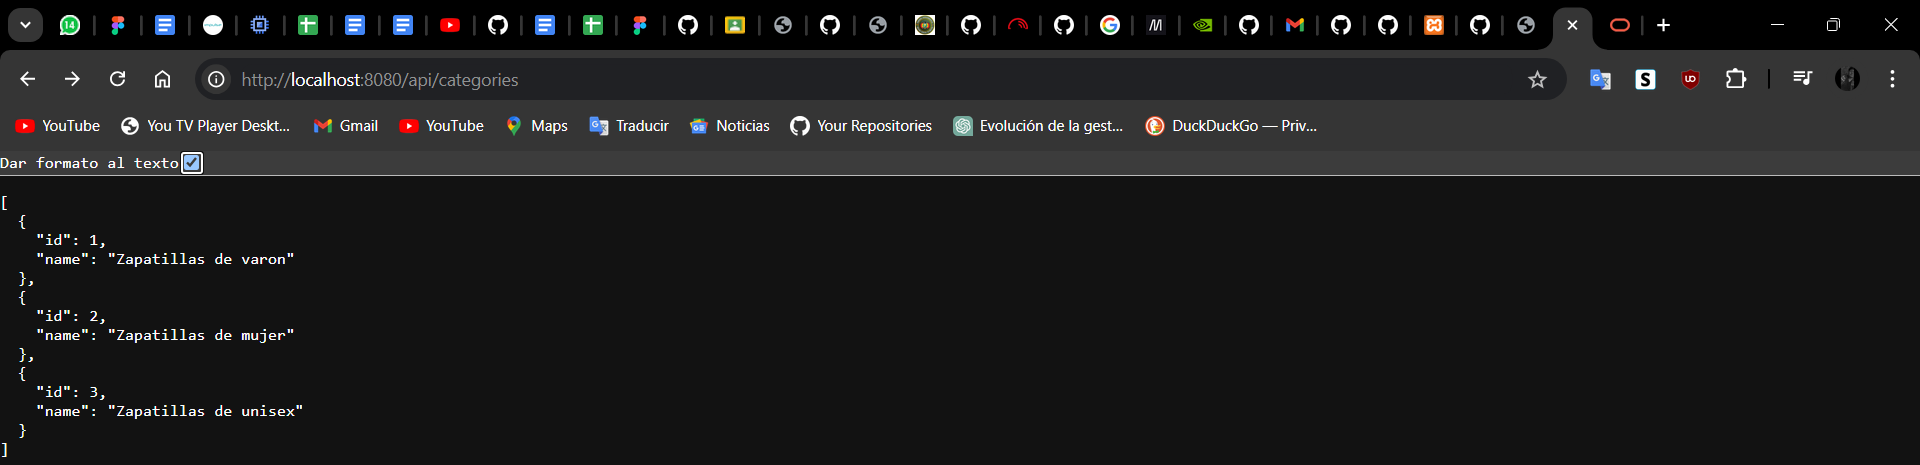 14
http://localhost:8080/api/categories
YouTube You TV Player Deskt... Gmail YouTube Maps Traducir Noticias Your Repositories Evolución de la gest... DuckDuckGo — Priv...
Dar formato al texto
[
  {
    "id": 1,
    "name": "Zapatillas de varon"
  },
  {
    "id": 2,
    "name": "Zapatillas de mujer"
  },
  {
    "id": 3,
    "name": "Zapatillas de unisex"
  }
]